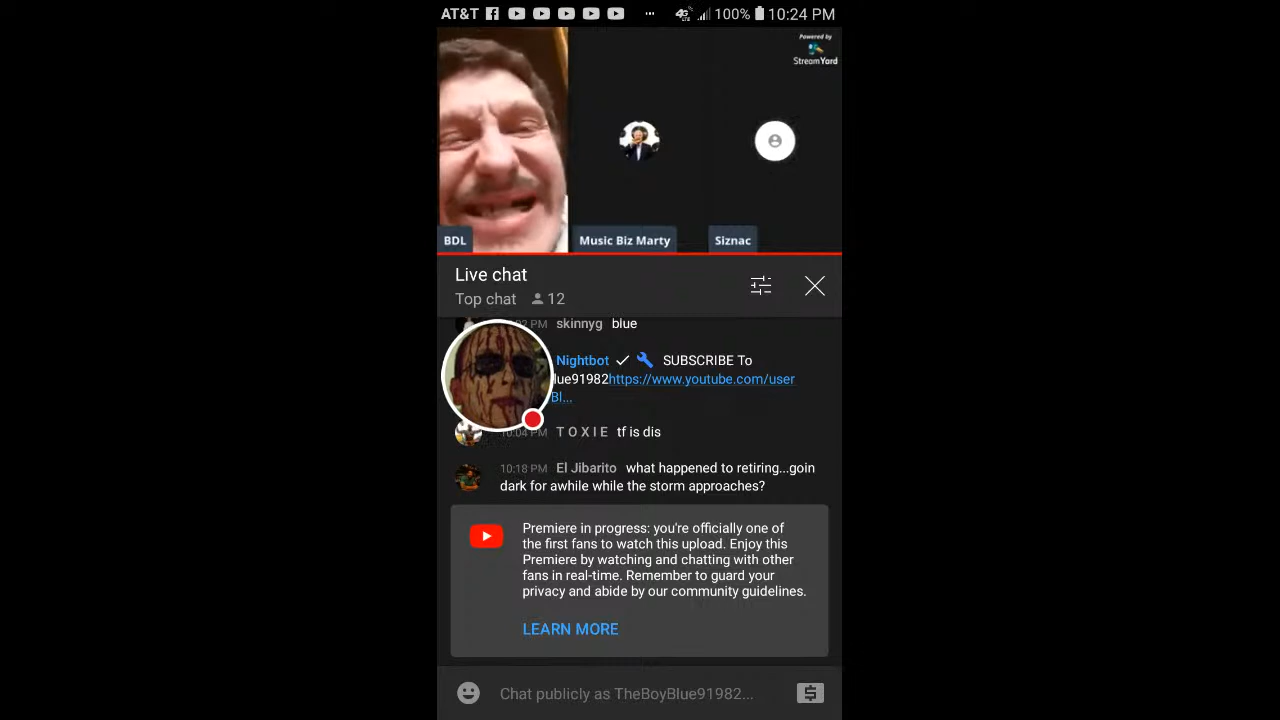 AT&T 100% 10:24 PM
Powered by
StreamYard
BDL
Music Biz Marty
Siznac
Live chat
Top chat 12
PM skinnyg blue
Nightbot SUBSCRIBE To
lue91982https://www.youtube.com/user
Bl...
10:04 PM T O X I E tf is dis
10:18 PM El Jibarito what happened to retiring...goin
dark for awhile while the storm approaches?
Premiere in progress: you're officially one of
the first fans to watch this upload. Enjoy this
Premiere by watching and chatting with other
fans in real-time. Remember to guard your
privacy and abide by our community guidelines.
LEARN MORE
Chat publicly as TheBoyBlue91982...